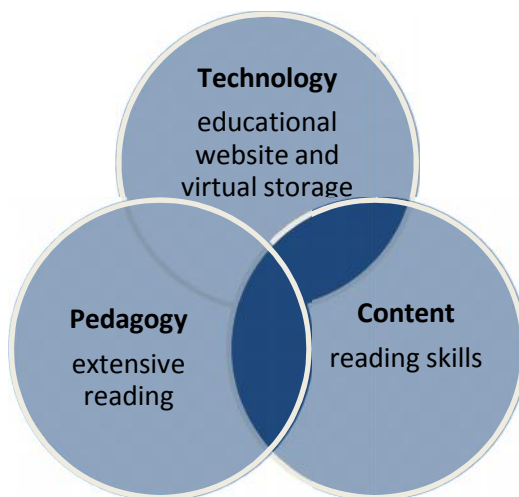 Technology
educational
website and
virtual storage
Pedagogy
extensive
reading
Content
reading skills